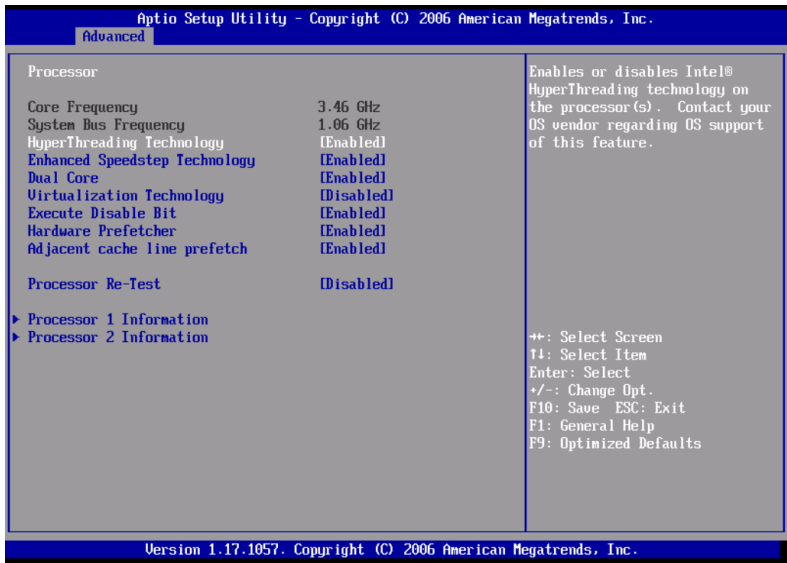 Aptio Setup Utility - Copyright (C) 2006 American Megatrends, Inc.
Advanced
Processor
Core Frequency 3.46 GHz
System Bus Frequency 1.06 GHz
HyperThreading Technology [Enabled]
Enhanced Speedstep Technology [Enabled]
Dual Core [Enabled]
Virtualization Technology [Disabled]
Execute Disable Bit [Enabled]
Hardware Prefetcher [Enabled]
Adjacent cache line prefetch [Enabled]
Processor Re-Test [Disabled]
Processor 1 Information
Processor 2 Information
Enables or disables Intel®
HyperThreading technology on
the processor(s). Contact your
OS vendor regarding OS support
of this feature.
→←: Select Screen
↑↓: Select Item
Enter: Select
+/-: Change Opt.
F10: Save ESC: Exit
F1: General Help
F9: Optimized Defaults
Version 1.17.1057. Copyright (C) 2006 American Megatrends, Inc.